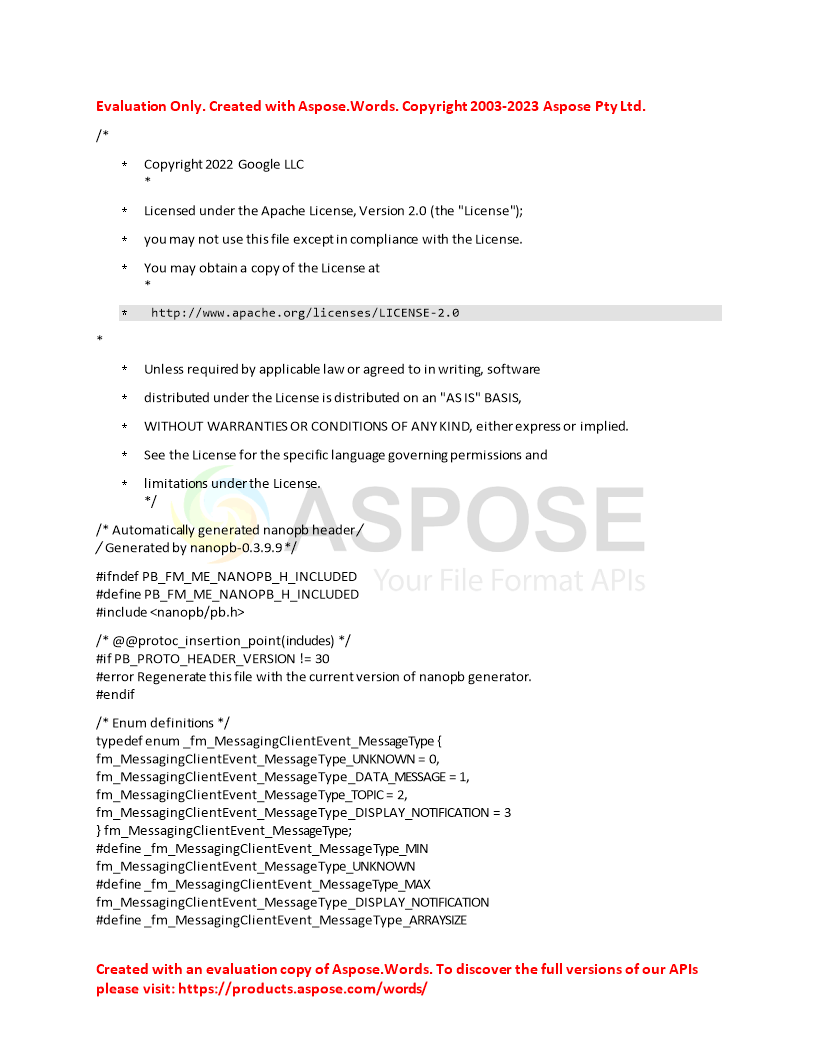 Evaluation Only. Created with Aspose.Words. Copyright 2003-2023 Aspose Pty Ltd.
/*
* Copyright 2022 Google LLC
*
* Licensed under the Apache License, Version 2.0 (the "License");
* you may not use this file except in compliance with the License.
* You may obtain a copy of the License at
*
* http://www.apache.org/licenses/LICENSE-2.0
*
* Unless required by applicable law or agreed to in writing, software
* distributed under the License is distributed on an "AS IS" BASIS,
* WITHOUT WARRANTIES OR CONDITIONS OF ANY KIND, either express or implied.
* See the License for the specific language governing permissions and
* limitations under the License.
*/
ASPOSE
Your File Format APIs
/* Automatically generated nanopb header /
/ Generated by nanopb-0.3.9.9 */
#ifndef PB_FM_ME_NANOPB_H_INCLUDED
#define PB_FM_ME_NANOPB_H_INCLUDED
#include <nanopb/pb.h>
/* @@protoc_insertion_point(includes) */
#if PB_PROTO_HEADER_VERSION != 30
#error Regenerate this file with the current version of nanopb generator.
#endif
/* Enum definitions */
typedef enum _fm_MessagingClientEvent_MessageType {
fm_MessagingClientEvent_MessageType_UNKNOWN = 0,
fm_MessagingClientEvent_MessageType_DATA_MESSAGE = 1,
fm_MessagingClientEvent_MessageType_TOPIC = 2,
fm_MessagingClientEvent_MessageType_DISPLAY_NOTIFICATION = 3
} fm_MessagingClientEvent_MessageType;
#define _fm_MessagingClientEvent_MessageType_MIN
fm_MessagingClientEvent_MessageType_UNKNOWN
#define _fm_MessagingClientEvent_MessageType_MAX
fm_MessagingClientEvent_MessageType_DISPLAY_NOTIFICATION
#define _fm_MessagingClientEvent_MessageType_ARRAYSIZE
Created with an evaluation copy of Aspose.Words. To discover the full versions of our APIs
please visit: https://products.aspose.com/words/